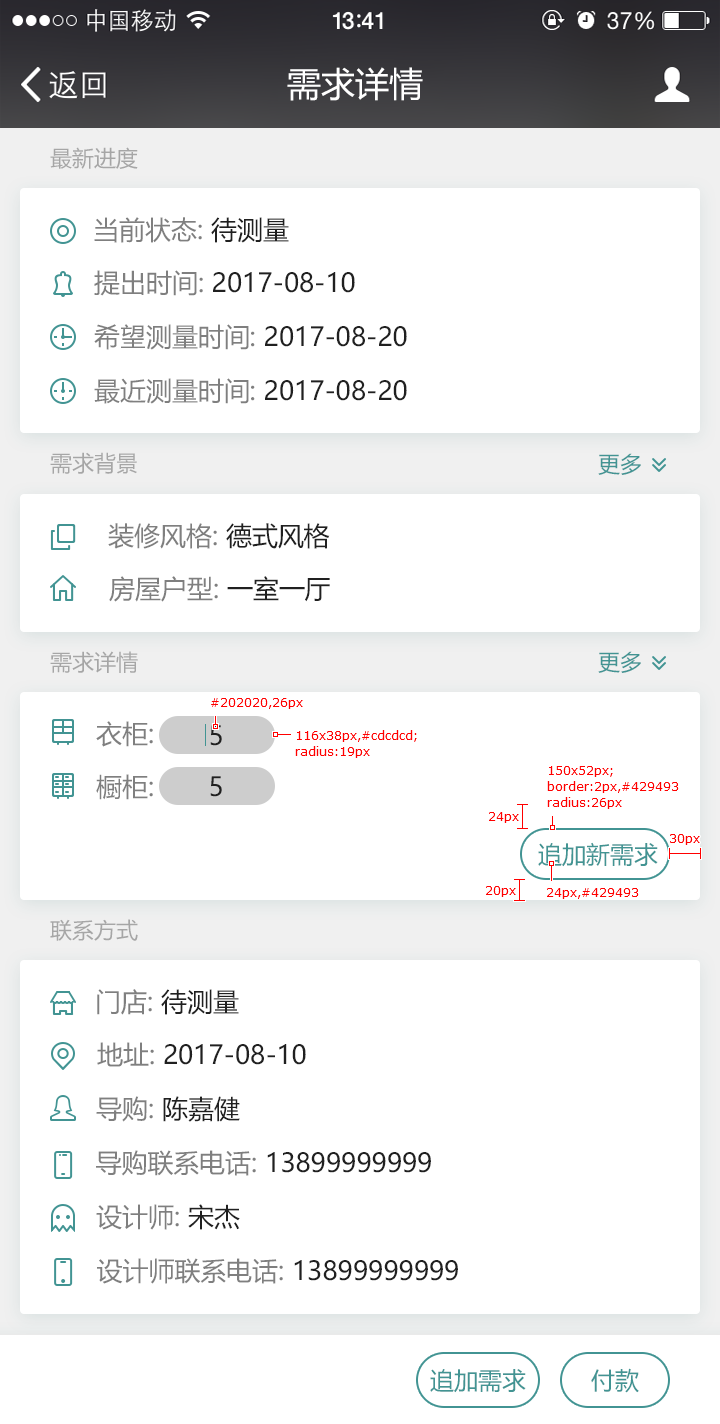 中国移动 13:41 37%
返回 需求详情
最新进度
当前状态: 待测量
提出时间: 2017-08-10
希望测量时间: 2017-08-20
最近测量时间: 2017-08-20
需求背景 更多
装修风格: 德式风格
房屋户型: 一室一厅
需求详情 更多
#202020,26px
衣柜: 5
116x38px,#cdcdcd;
radius:19px
橱柜: 5
150x52px;
border:2px,#429493
radius:26px
24px
追加新需求
30px
20px
24px,#429493
联系方式
门店: 待测量
地址: 2017-08-10
导购: 陈嘉健
导购联系电话: 13899999999
设计师: 宋杰
设计师联系电话: 13899999999
追加需求 付款